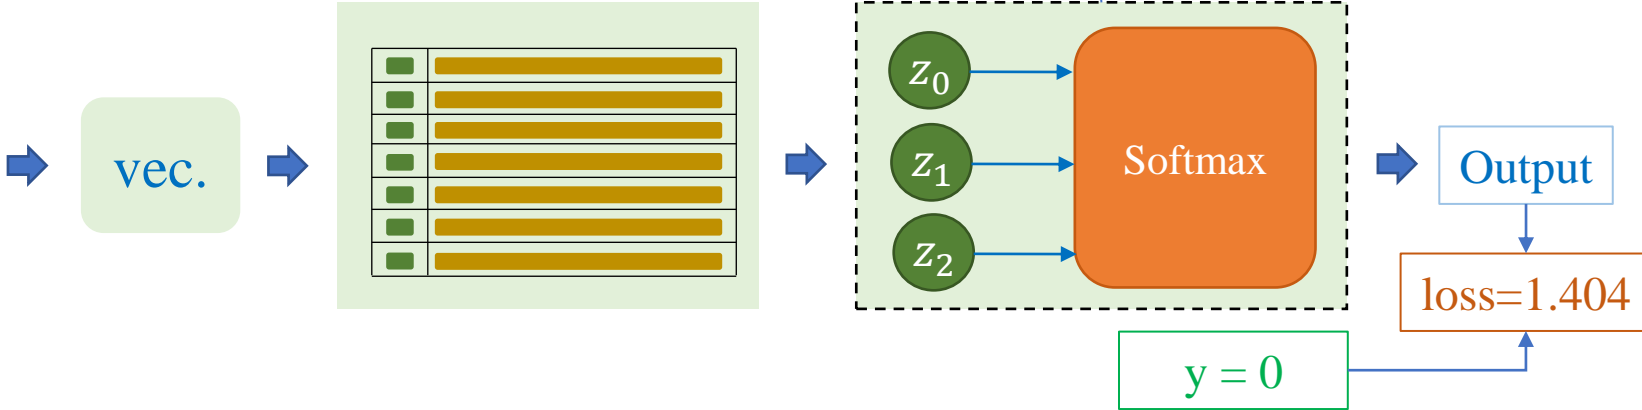 vec.
z₀
z₁
z₂
Softmax
Output
loss=1.404
y = 0